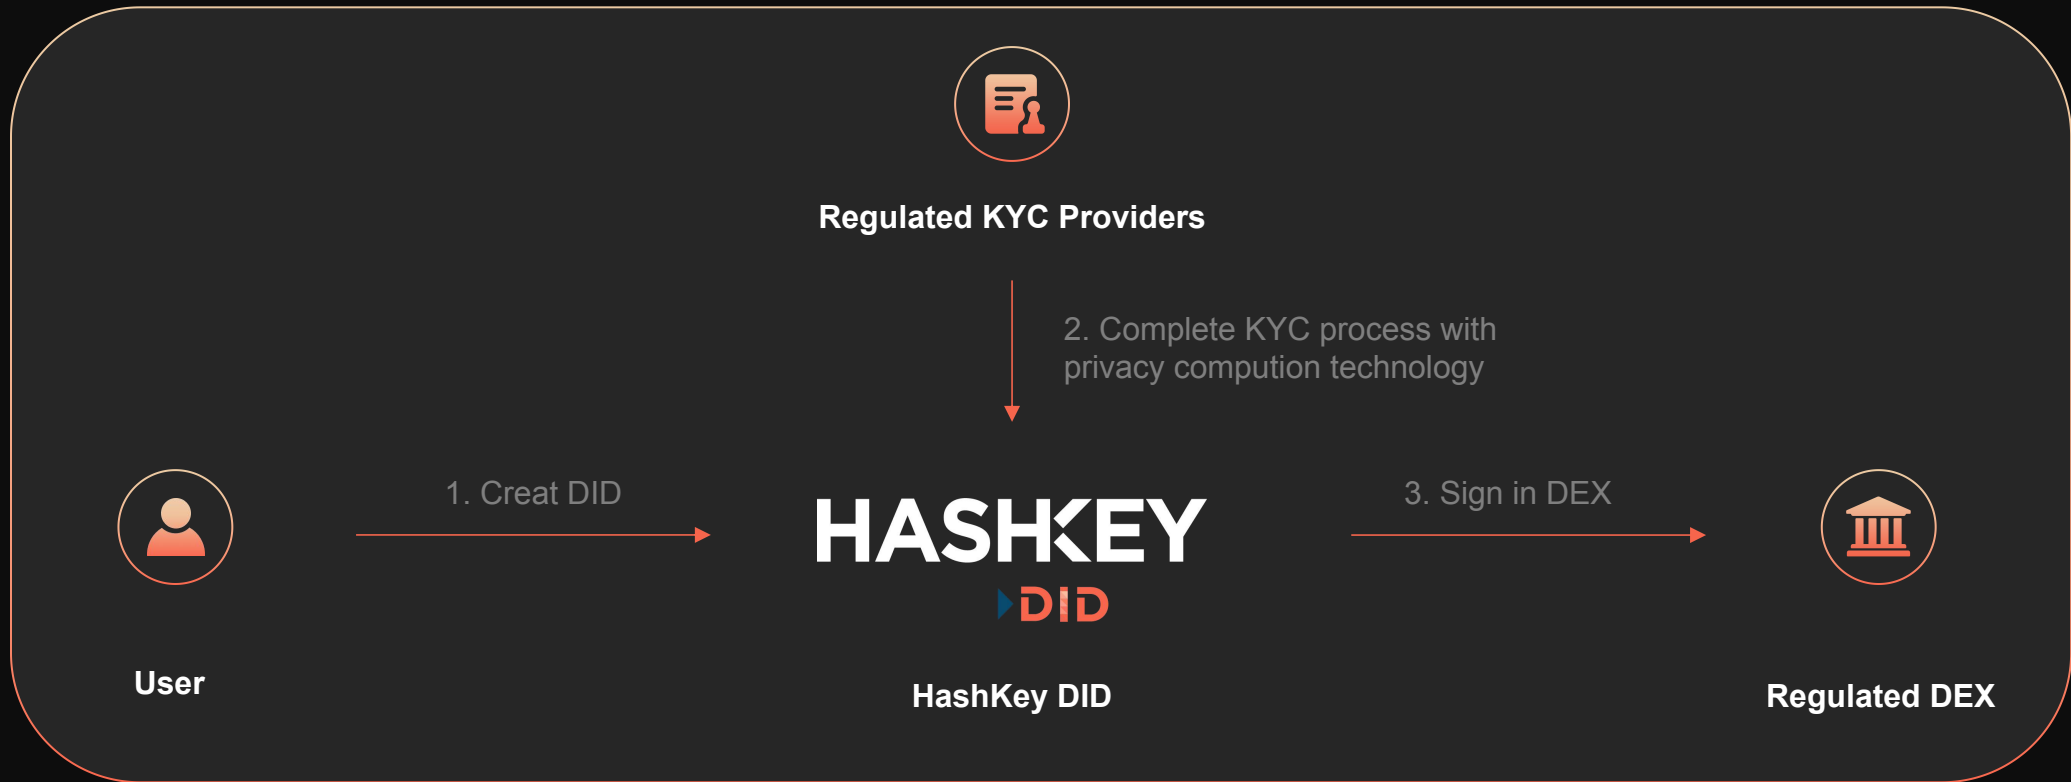 Regulated KYC Providers
2. Complete KYC process with
privacy compution technology
1. Creat DID
HASHKEY
DID
3. Sign in DEX
User
HashKey DID
Regulated DEX